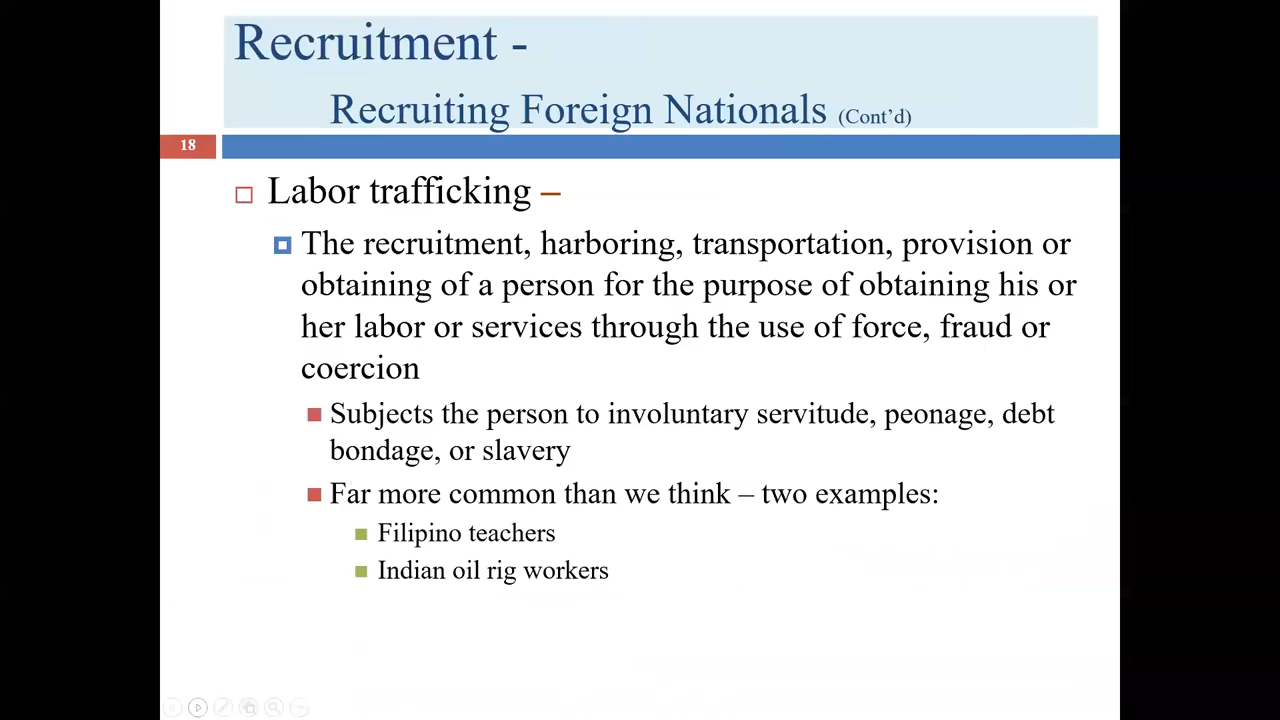 Recruitment -
Recruiting Foreign Nationals (Cont’d)
18
Labor trafficking –
The recruitment, harboring, transportation, provision or
obtaining of a person for the purpose of obtaining his or
her labor or services through the use of force, fraud or
coercion
Subjects the person to involuntary servitude, peonage, debt
bondage, or slavery
Far more common than we think – two examples:
Filipino teachers
Indian oil rig workers